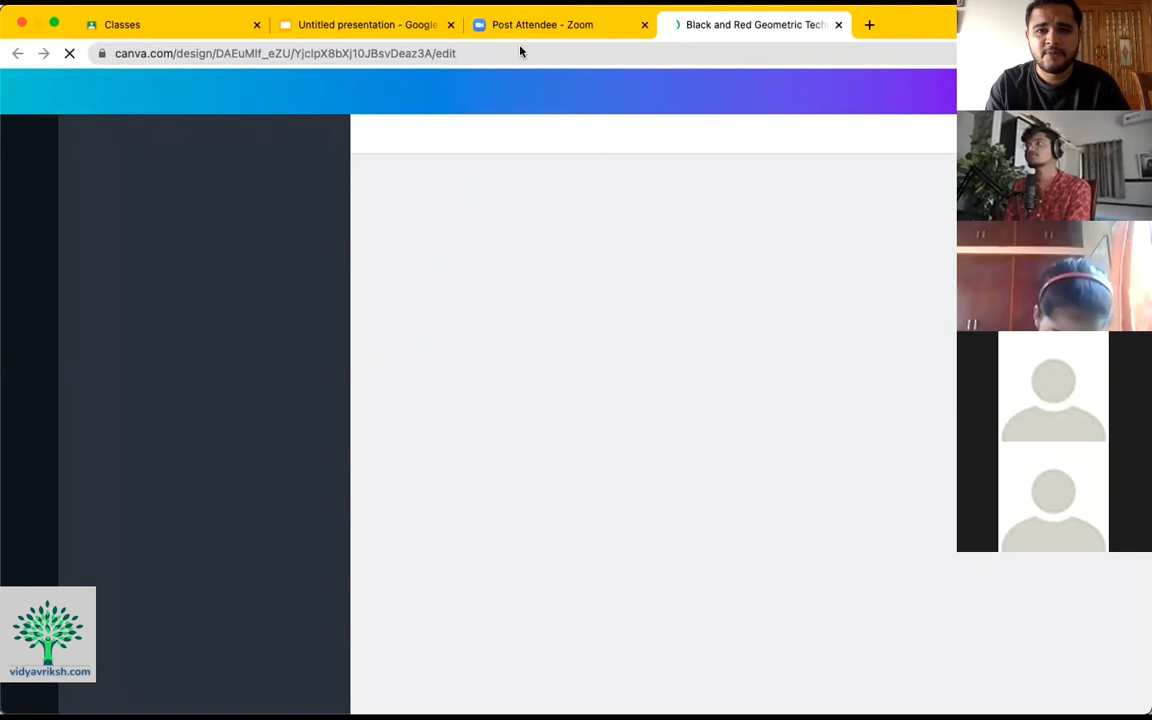 Classes
Untitled presentation - Google
Post Attendee - Zoom
Black and Red Geometric Tech
canva.com/design/DAEuMlf_eZU/YjcIpX8bXj10JBsvDeaz3A/edit
vidyavriksh.com